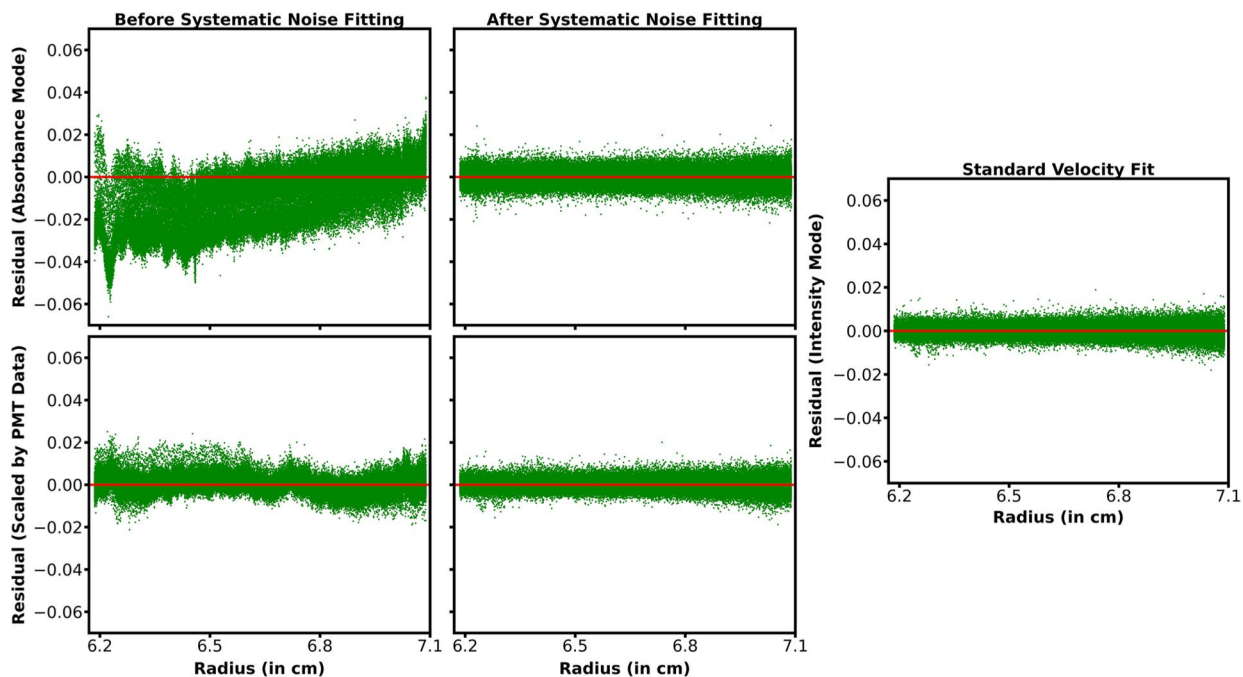 Before Systematic Noise Fitting
After Systematic Noise Fitting
Residual (Absorbance Mode)
0.06
0.04
0.02
0.00
−0.02
−0.04
−0.06
Standard Velocity Fit
Residual (Intensity Mode)
0.06
0.04
0.02
0.00
−0.02
−0.04
−0.06
6.2 6.5 6.8 7.1
Radius (in cm)
Residual (Scaled by PMT Data)
0.06
0.04
0.02
0.00
−0.02
−0.04
−0.06
6.2 6.5 6.8 7.1
Radius (in cm)
6.2 6.5 6.8 7.1
Radius (in cm)